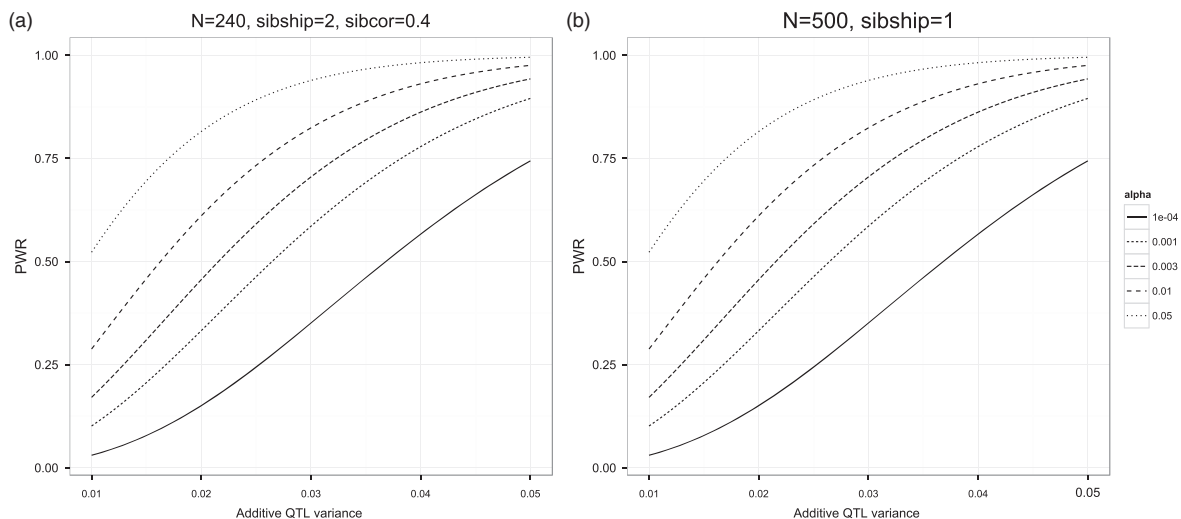 (a)
N=240, sibship=2, sibcor=0.4
1.00
0.75
0.50
0.25
0.00
PWR
0.01 0.02 0.03 0.04 0.05
Additive QTL variance
(b)
N=500, sibship=1
1.00
0.75
0.50
0.25
0.00
PWR
0.01 0.02 0.03 0.04 0.05
Additive QTL variance
alpha
1e-04
0.001
0.003
0.01
0.05